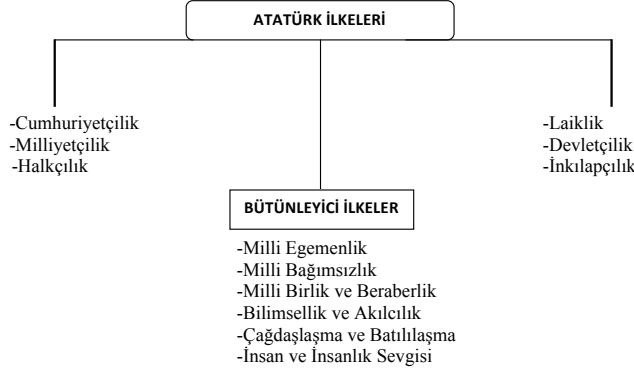 ATATÜRK İLKELERİ
-Cumhuriyetçilik
-Milliyetçilik
-Halkçılık
-Laiklik
-Devletçilik
-İnkılapçılık
BÜTÜNLEYİCİ İLKELER
-Milli Egemenlik
-Milli Bağımsızlık
-Milli Birlik ve Beraberlik
-Bilimsellik ve Akılcılık
-Çağdaşlaşma ve Batılılaşma
-İnsan ve İnsanlık Sevgisi